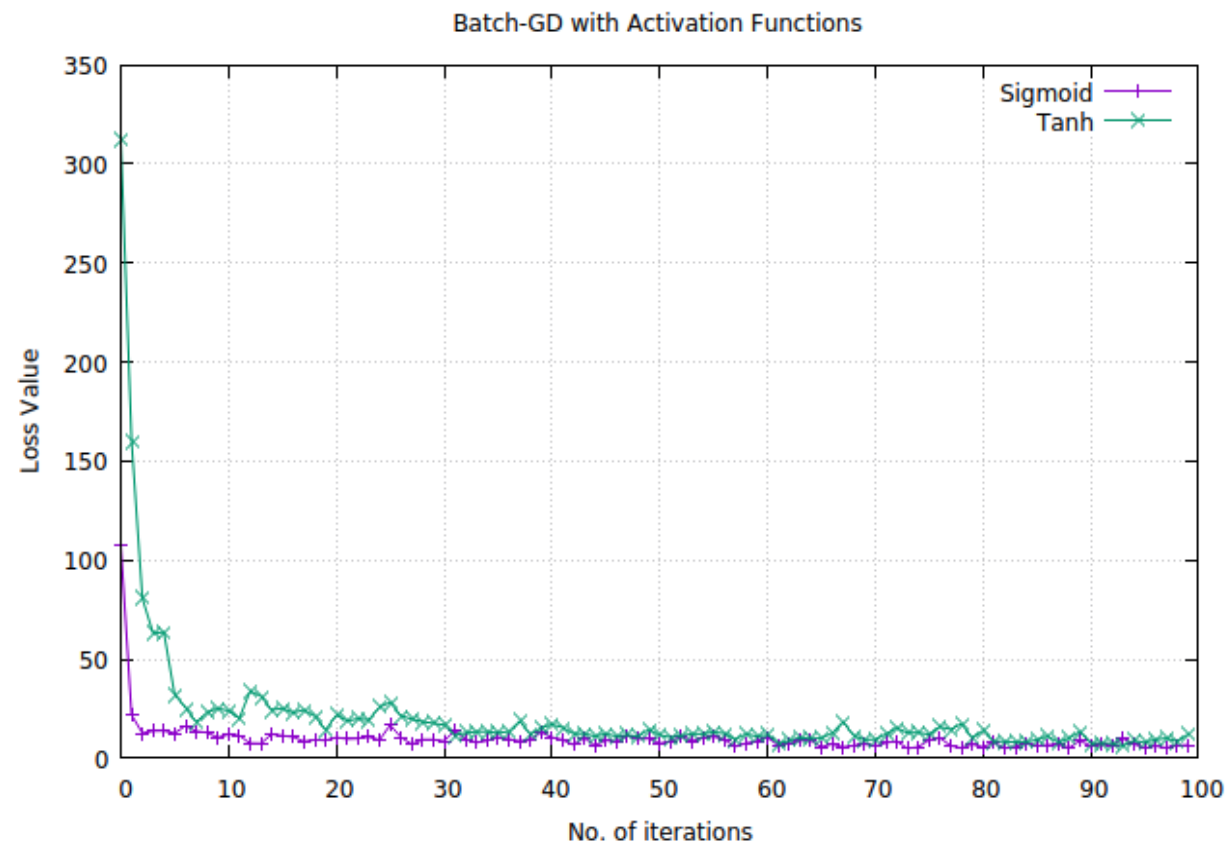 Batch-GD with Activation Functions
350
300
250
200
150
100
50
0
Loss Value
Sigmoid
Tanh
0 10 20 30 40 50 60 70 80 90 100
No. of iterations